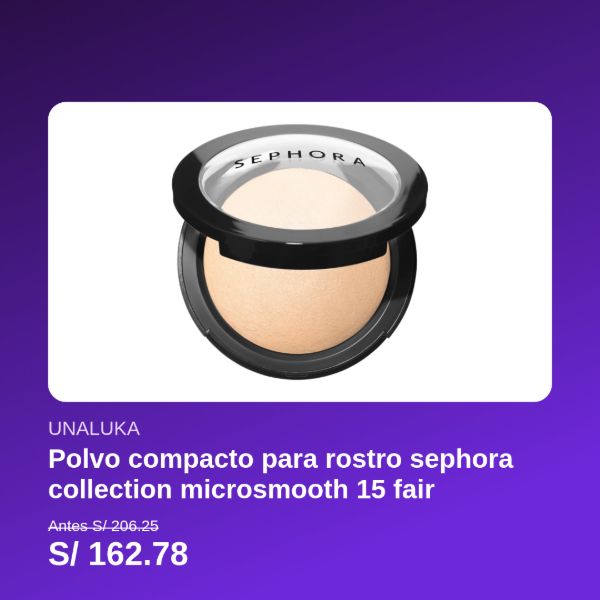 SEPHORA
UNALUKA
Polvo compacto para rostro sephora
collection microsmooth 15 fair
Antes S/ 206.25
S/ 162.78